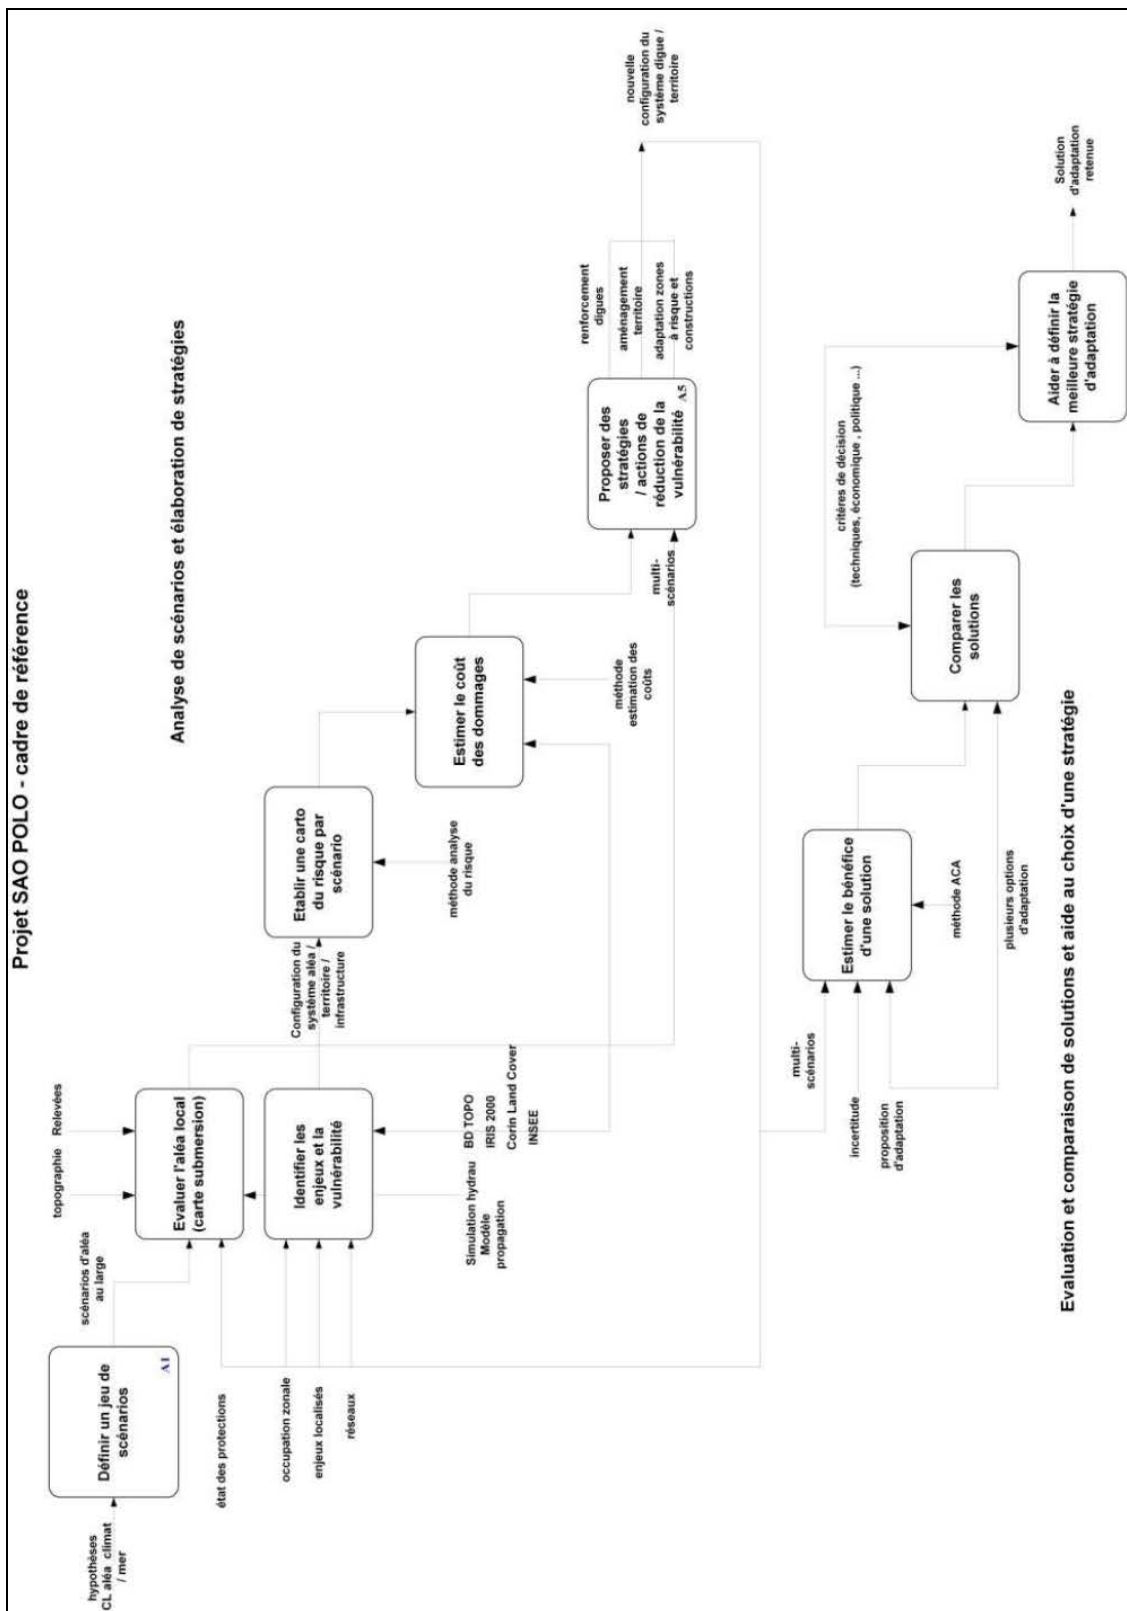 Projet SAO POLO - cadre de référence
Analyse de scénarios et élaboration de stratégies
hypothèses
CL aléa climat
/ mer
Définir un jeu de
scénarios
A1
scénarios d'aléa
au large
topographie
Relevées
état des protections
Evaluer l'aléa local
(carte submersion)
occupation zonale
enjeux localisés
réseaux
Identifier les
enjeux et la
vulnérabilité
Simulation hydrau
Modèle
propagation
BD TOPO
IRIS 2000
Corin Land Cover
INSEE
Configuration du
système aléa /
territoire /
infrastructure
Etablir une carto
du risque par
scénario
méthode analyse
du risque
Estimer le coût
des dommages
méthode
estimation des
coûts
multi-
scénarios
Proposer des
stratégies
/ actions de
réduction de la
vulnérabilité
A5
renforcement
digues
aménagement
territoire
adaptation zones
à risque et
constructions
nouvelle
configuration du
système digue /
territoire
multi-
scénarios
incertitude
proposition
d'adaptation
Estimer le bénéfice
d'une solution
méthode ACA
plusieurs options
d'adaptation
Comparer les
solutions
critères de décision
(techniques, économique , politique ...)
Aider à définir la
meilleure stratégie
d'adaptation
Solution
d'adaptation
retenue
Evaluation et comparaison de solutions et aide au choix d'une stratégie